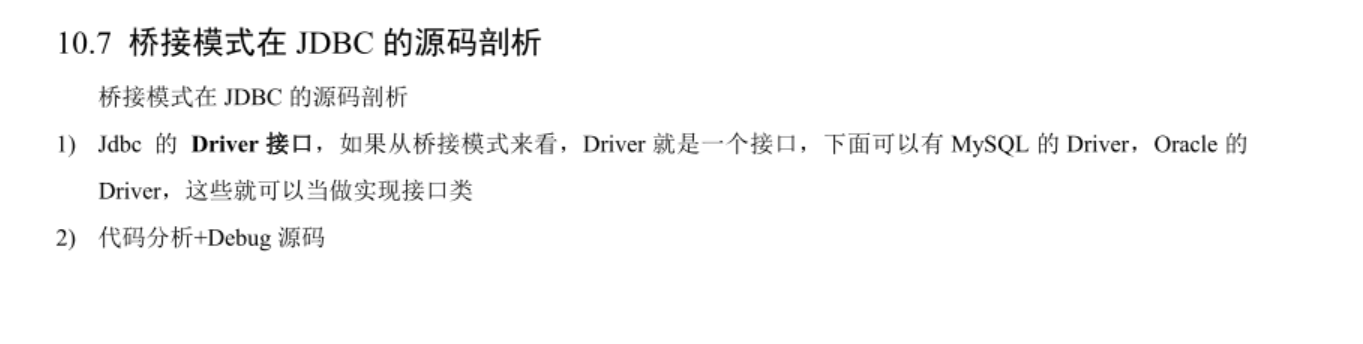 10.7 桥接模式在 JDBC 的源码剖析
桥接模式在 JDBC 的源码剖析
1) Jdbc 的 Driver 接口，如果从桥接模式来看，Driver 就是一个接口，下面可以有 MySQL 的 Driver，Oracle 的
Driver，这些就可以当做实现接口类
2) 代码分析+Debug 源码